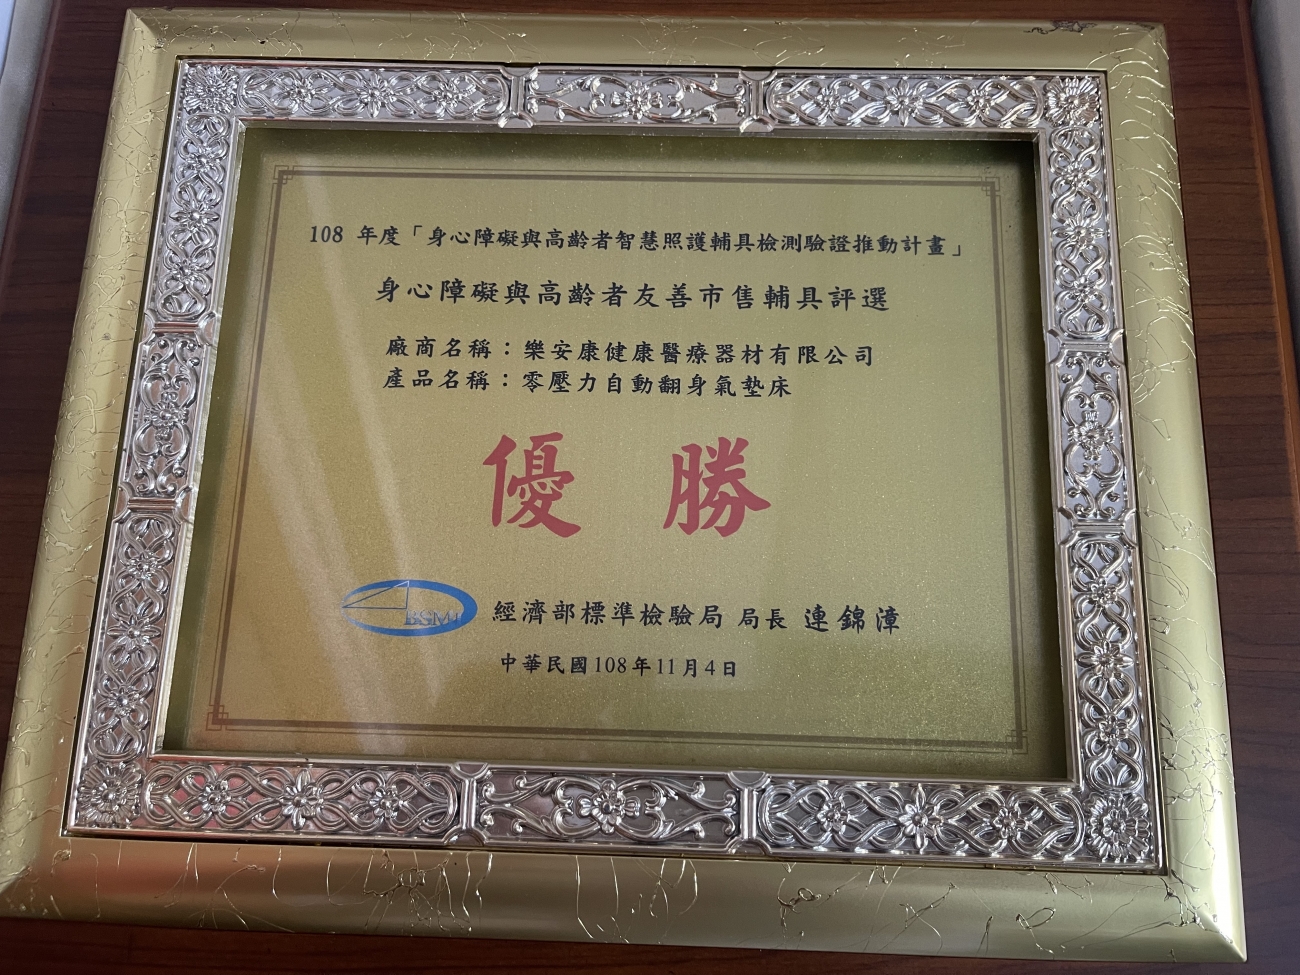 108 年度「身心障礙與高齡者智慧照護輔具檢測驗證推動計畫」
身心障礙與高齡者友善市售輔具評選
廠商名稱：樂安康健康醫療器材有限公司
產品名稱：零壓力自動翻身氣墊床
優 勝
BSMI 經濟部標準檢驗局 局長 連錦漳
中華民國108年11月4日